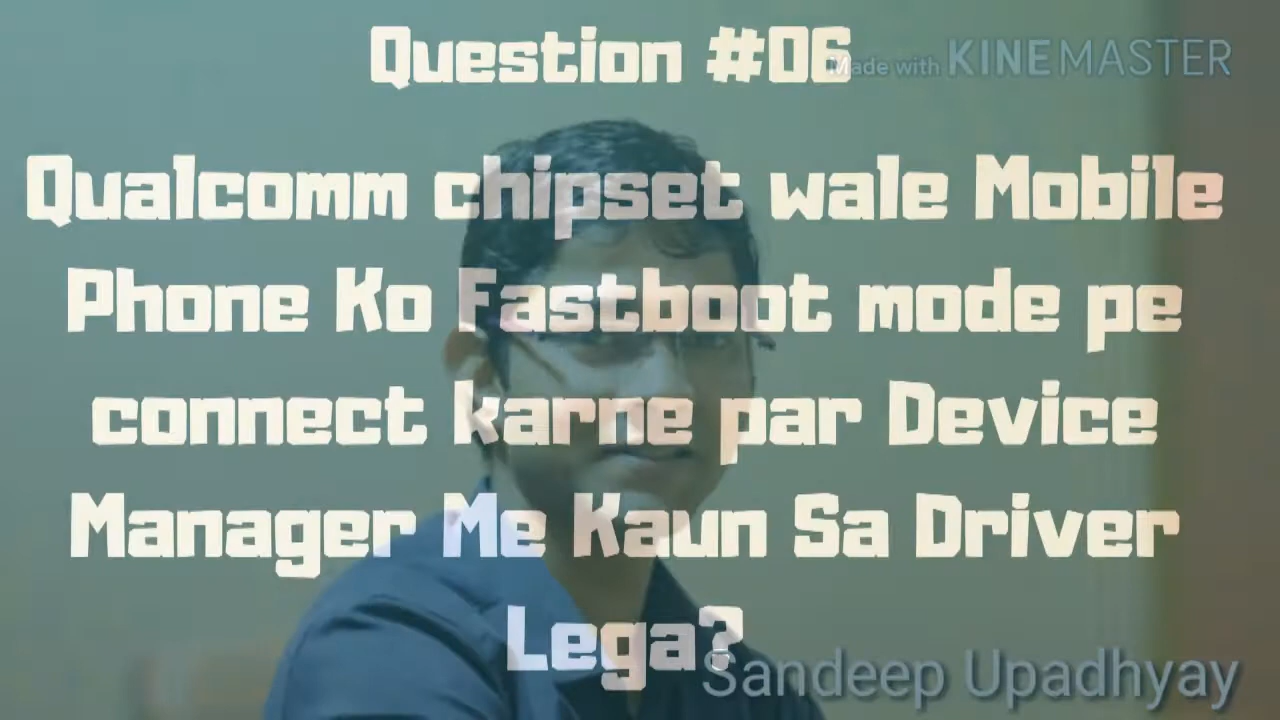 Question #06
Made with KINEMASTER
Qualcomm chipset wale Mobile
Phone Ko Fastboot mode pe
connect karne par Device
Manager Me Kaun Sa Driver
Lega?
Sandeep Upadhyay